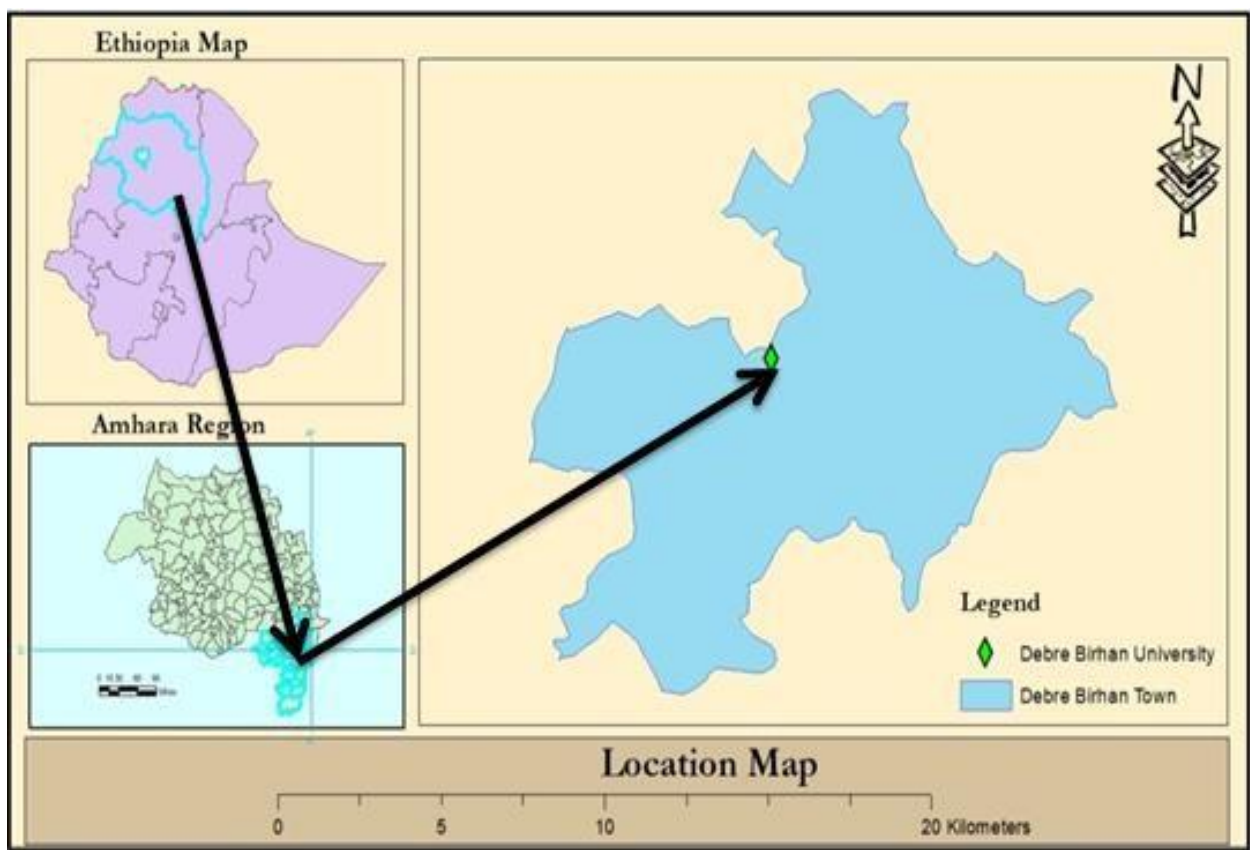 Ethiopia Map
N
Amhara Region
Legend
Debre Birhan University
Debre Birhan Town
Location Map
0 5 10 20 Kilometers